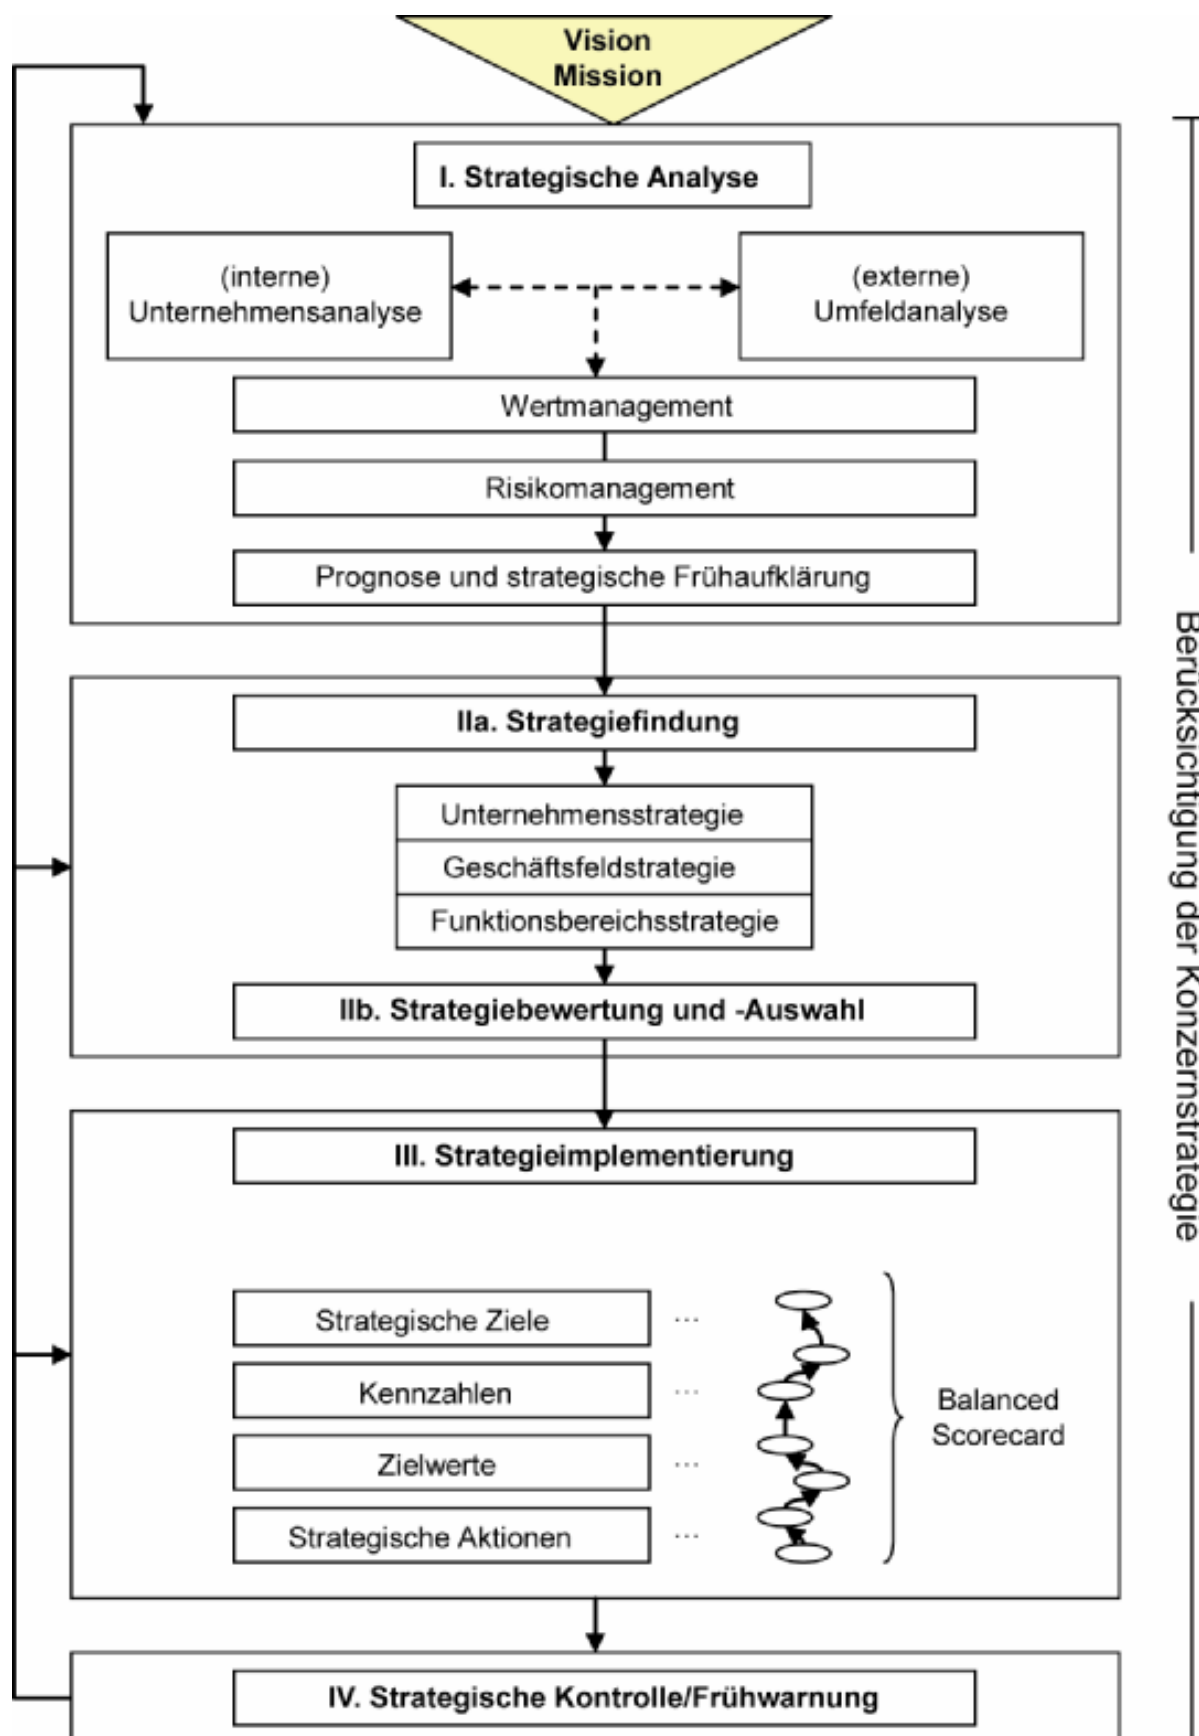 Vision
Mission
I. Strategische Analyse
(interne)
Unternehmensanalyse
(externe)
Umfeldanalyse
Wertmanagement
Risikomanagement
Prognose und strategische Frühaufklärung
IIa. Strategiefindung
Unternehmensstrategie
Geschäftsfeldstrategie
Funktionsbereichsstrategie
IIb. Strategiebewertung und -Auswahl
III. Strategieimplementierung
Strategische Ziele ...
Kennzahlen ...
Zielwerte ...
Strategische Aktionen ...
Balanced
Scorecard
IV. Strategische Kontrolle/Frühwarnung
Berücksichtigung der Konzernstrategie